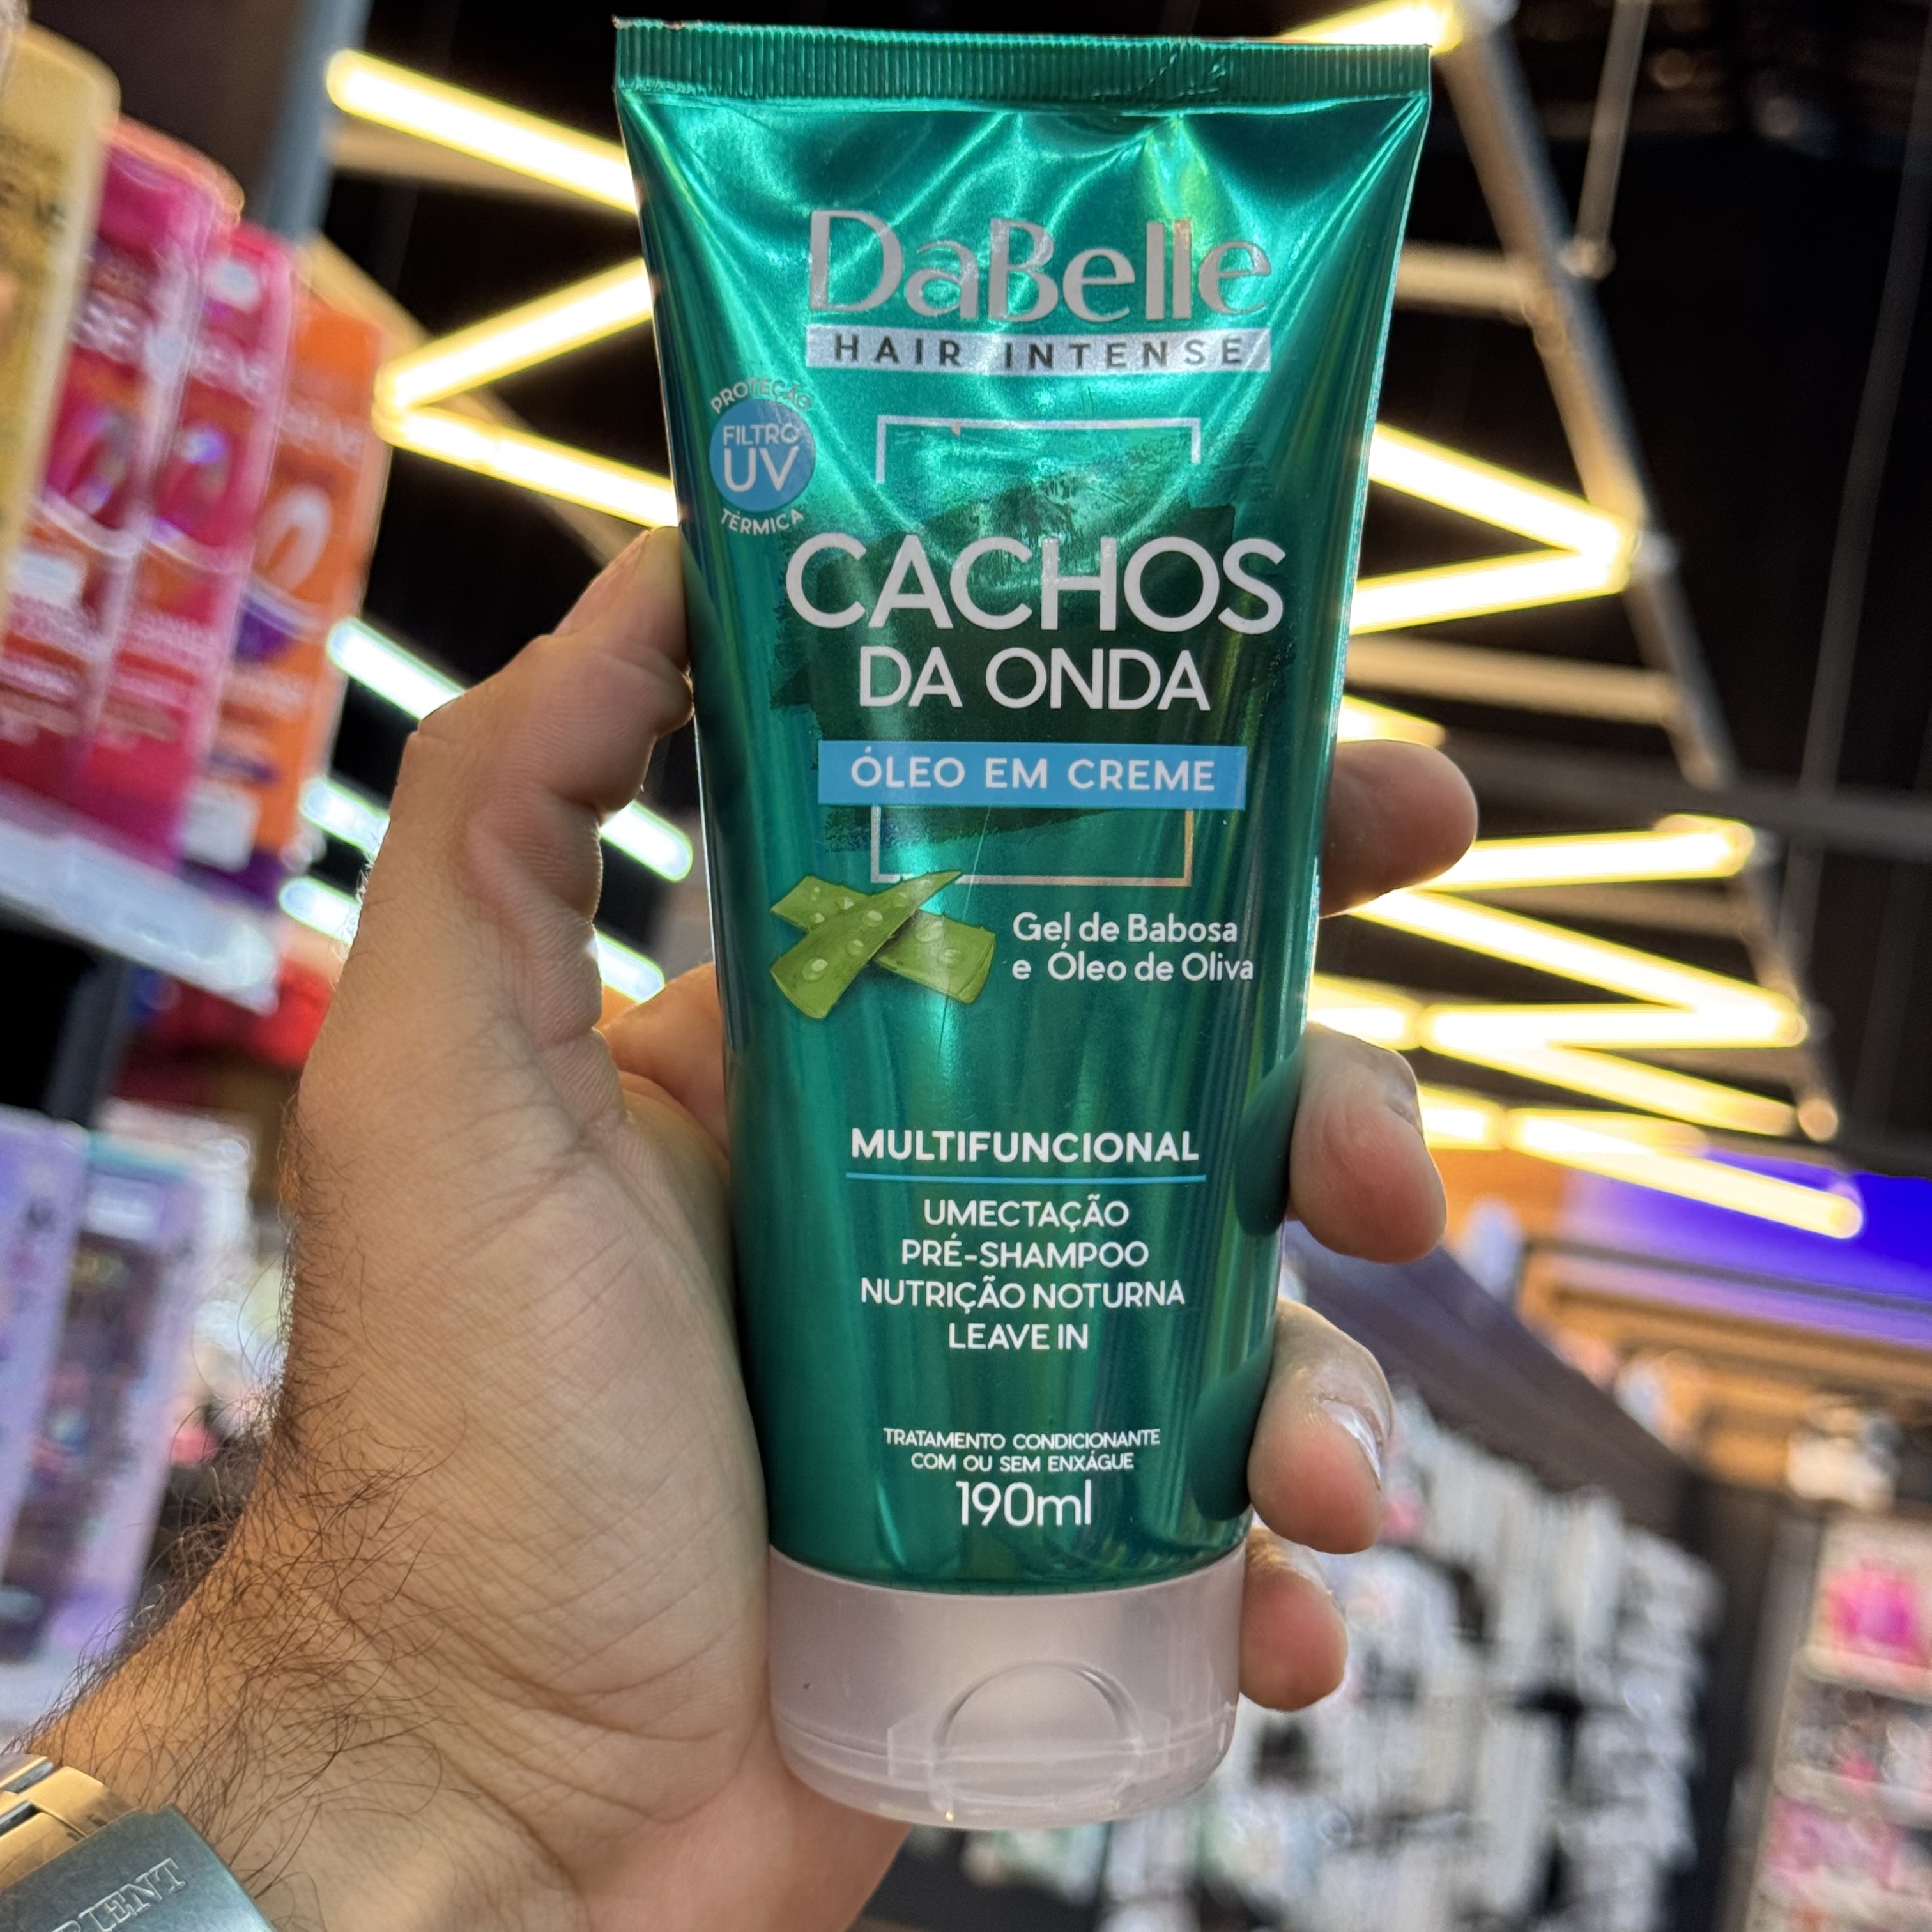 DaBelle
HAIR INTENSE
PROTEÇÃO
FILTRO
UV
TÉRMICA
CACHOS
DA ONDA
ÓLEO EM CREME
Gel de Babosa
e Óleo de Oliva
MULTIFUNCIONAL
UMECTAÇÃO
PRÉ-SHAMPOO
NUTRIÇÃO NOTURNA
LEAVE IN
TRATAMENTO CONDICIONANTE
COM OU SEM ENXÁGUE
190ml